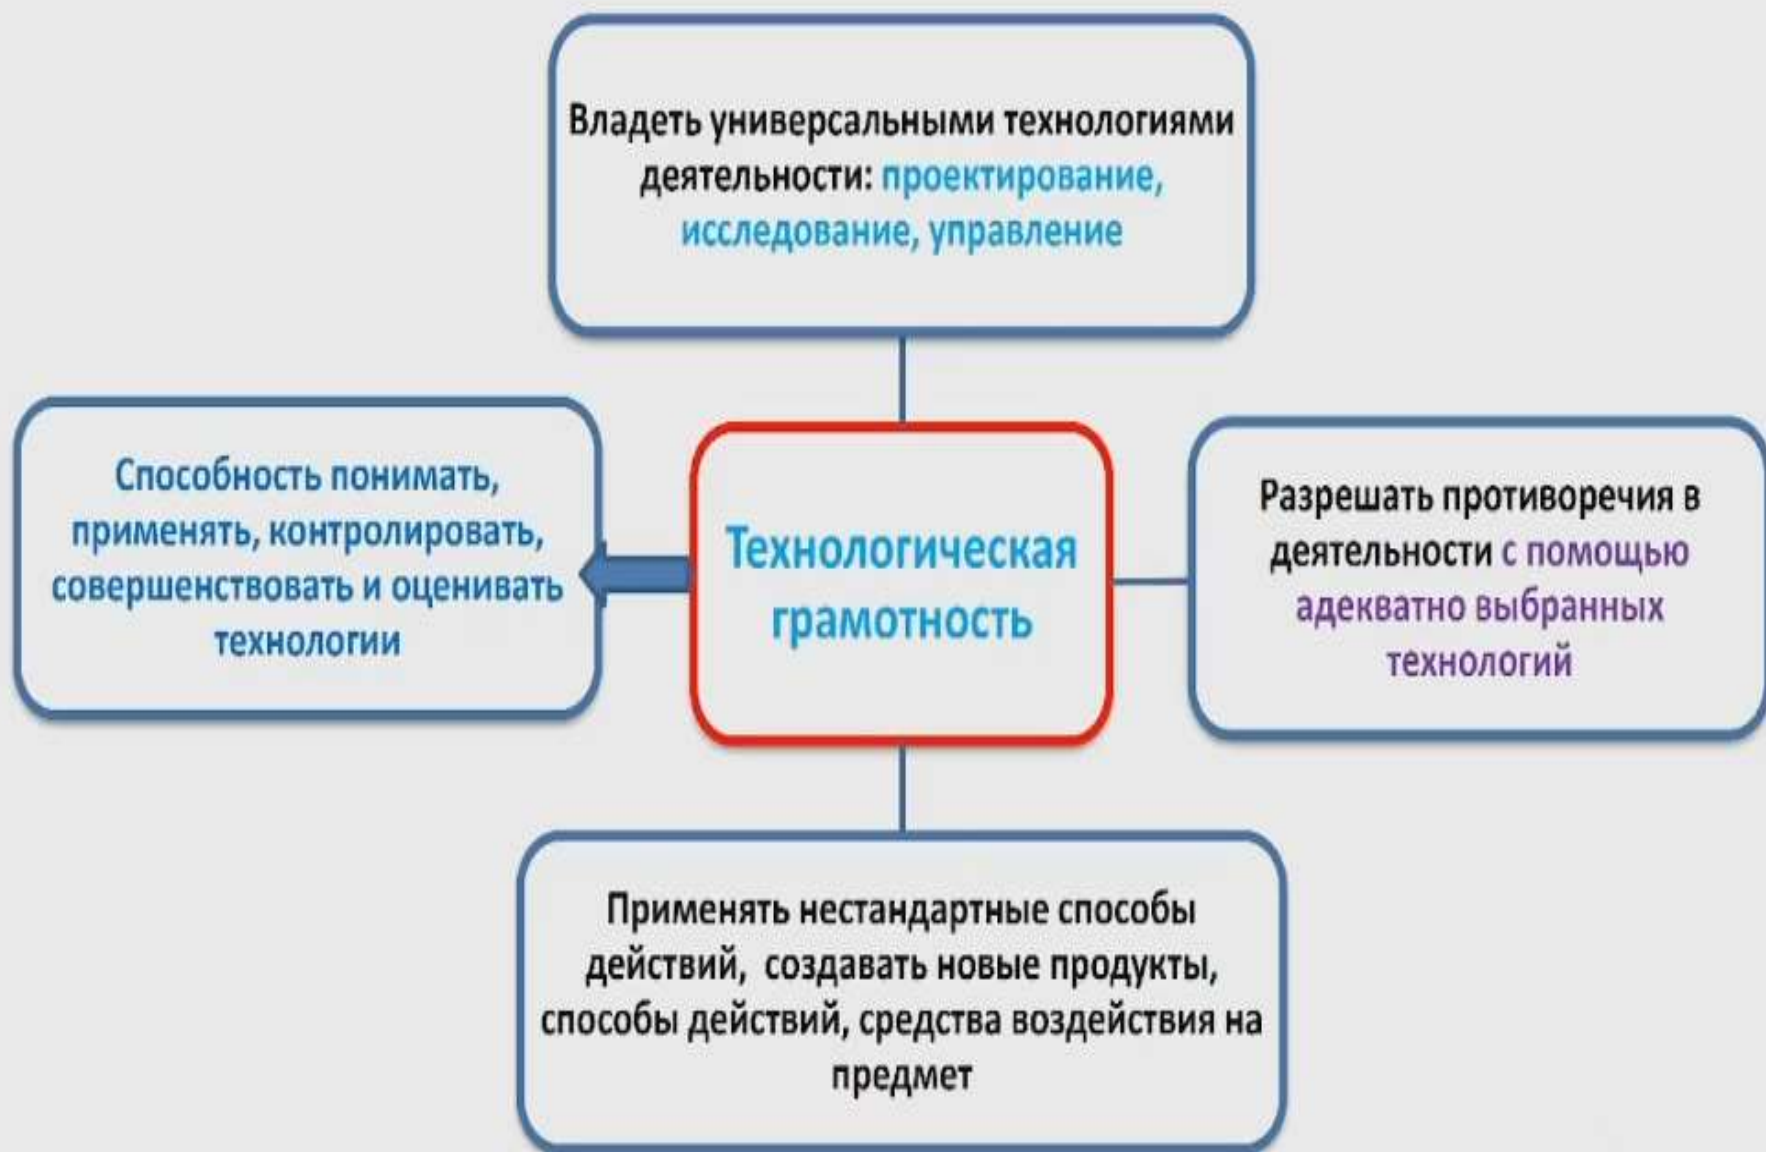 Владеть универсальными технологиями
деятельности: проектирование,
исследование, управление
Способность понимать,
применять, контролировать,
совершенствовать и оценивать
технологии
Технологическая
грамотность
Разрешать противоречия в
деятельности с помощью
адекватно выбранных
технологий
Применять нестандартные способы
действий, создавать новые продукты,
способы действий, средства воздействия на
предмет